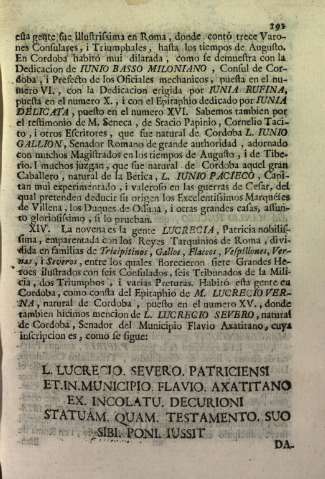 293
esta gente fue illustrissima en Roma, donde contò trece Varo-
nes Consulares, i Triumphales, hasta los tiempos de Augusto.
En Cordoba habitò mui dilarada, como se demuestra con la
Dedicacion de IUNIO BASSO MILONIANO, Consul de Cor-
doba, i Prefecto de los Oficiales mechanicos, puesta en el nu-
mero VI., con la Dedicacion erigida por IUNIA RUFINA,
puesta en el numero X., i con el Epitaphio dedicado por IUNIA
DELICATA, puesto en el numero XVI. Sabemos tambien por
el testimonio de M. Seneca, de Stacio Papinio, Cornelio Taci-
to, i otros Escritores, que fue natural de Cordoba L. IUNIO
GALLION, Senador Romano de grande authoridad, adornado
con muchos Magistrados en los tiempos de Augusto, i de Tibe-
rio. I muchos juzgan, que fue natural de Cordoba aquel gran
Caballero, natural de la Betica, L. IUNIO PACIECO, Capi-
tan mui experimentado, i valeroso en las guerras de Cesar, del
qual pretenden deducir su origen los Excelentissimos Marqueses
de Villena, los Duques de Ossuna, i otras grandes casas, assun-
to gloriosissimo, si lo prueban.
XIV. La novena es la gente LUCRECIA, Patricia nobilis-
sima, emparentada con los Reyes Tarquinios de Roma, divi-
dida en familias de Tricipitinos, Gallos, Flacos, Vespillones, Ver-
nas, i Severos, entre los quales florecieron siete Grandes He-
roes ilustrados con seis Consulados, seis Tribunados de la Mili-
cia, dos Triumphos, i varias Preturas. Habitò esta gente en
Cordoba, como consta del Epitaphio de M. LUCRECIO VER-
NA, natural de Cordoba, puesto en el numero XV., donde
tambien hicimos mencion de L. LUCRECIO SEVERO, natural
de Cordoba, Senador del Municipio Flavio Axatitano, cuya
inscripcion es, como se sigue:
L. LUCRECIO. SEVERO. PATRICIENSI
ET. IN. MUNICIPIO. FLAVIO. AXATITANO
EX. INCOLATU. DECURIONI
STATUAM. QUAM. TESTAMENTO. SUO
SIBI. PONI. IUSSIT
DA-